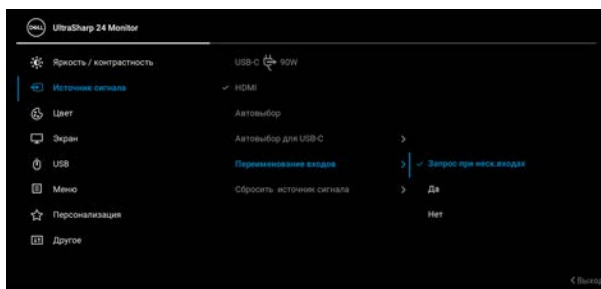 DELL UltraSharp 24 Monitor
Яркость / контрастность
USB-C 90W
Источник сигнала
✓ HDMI
Цвет
Автовыбор
Экран
Автовыбор для USB-C >
USB
Переименование входов > ✓ Запрос при неск.входах
Меню
Сбросить источник сигнала > Да
Персонализация
Нет
Другое
< Выход